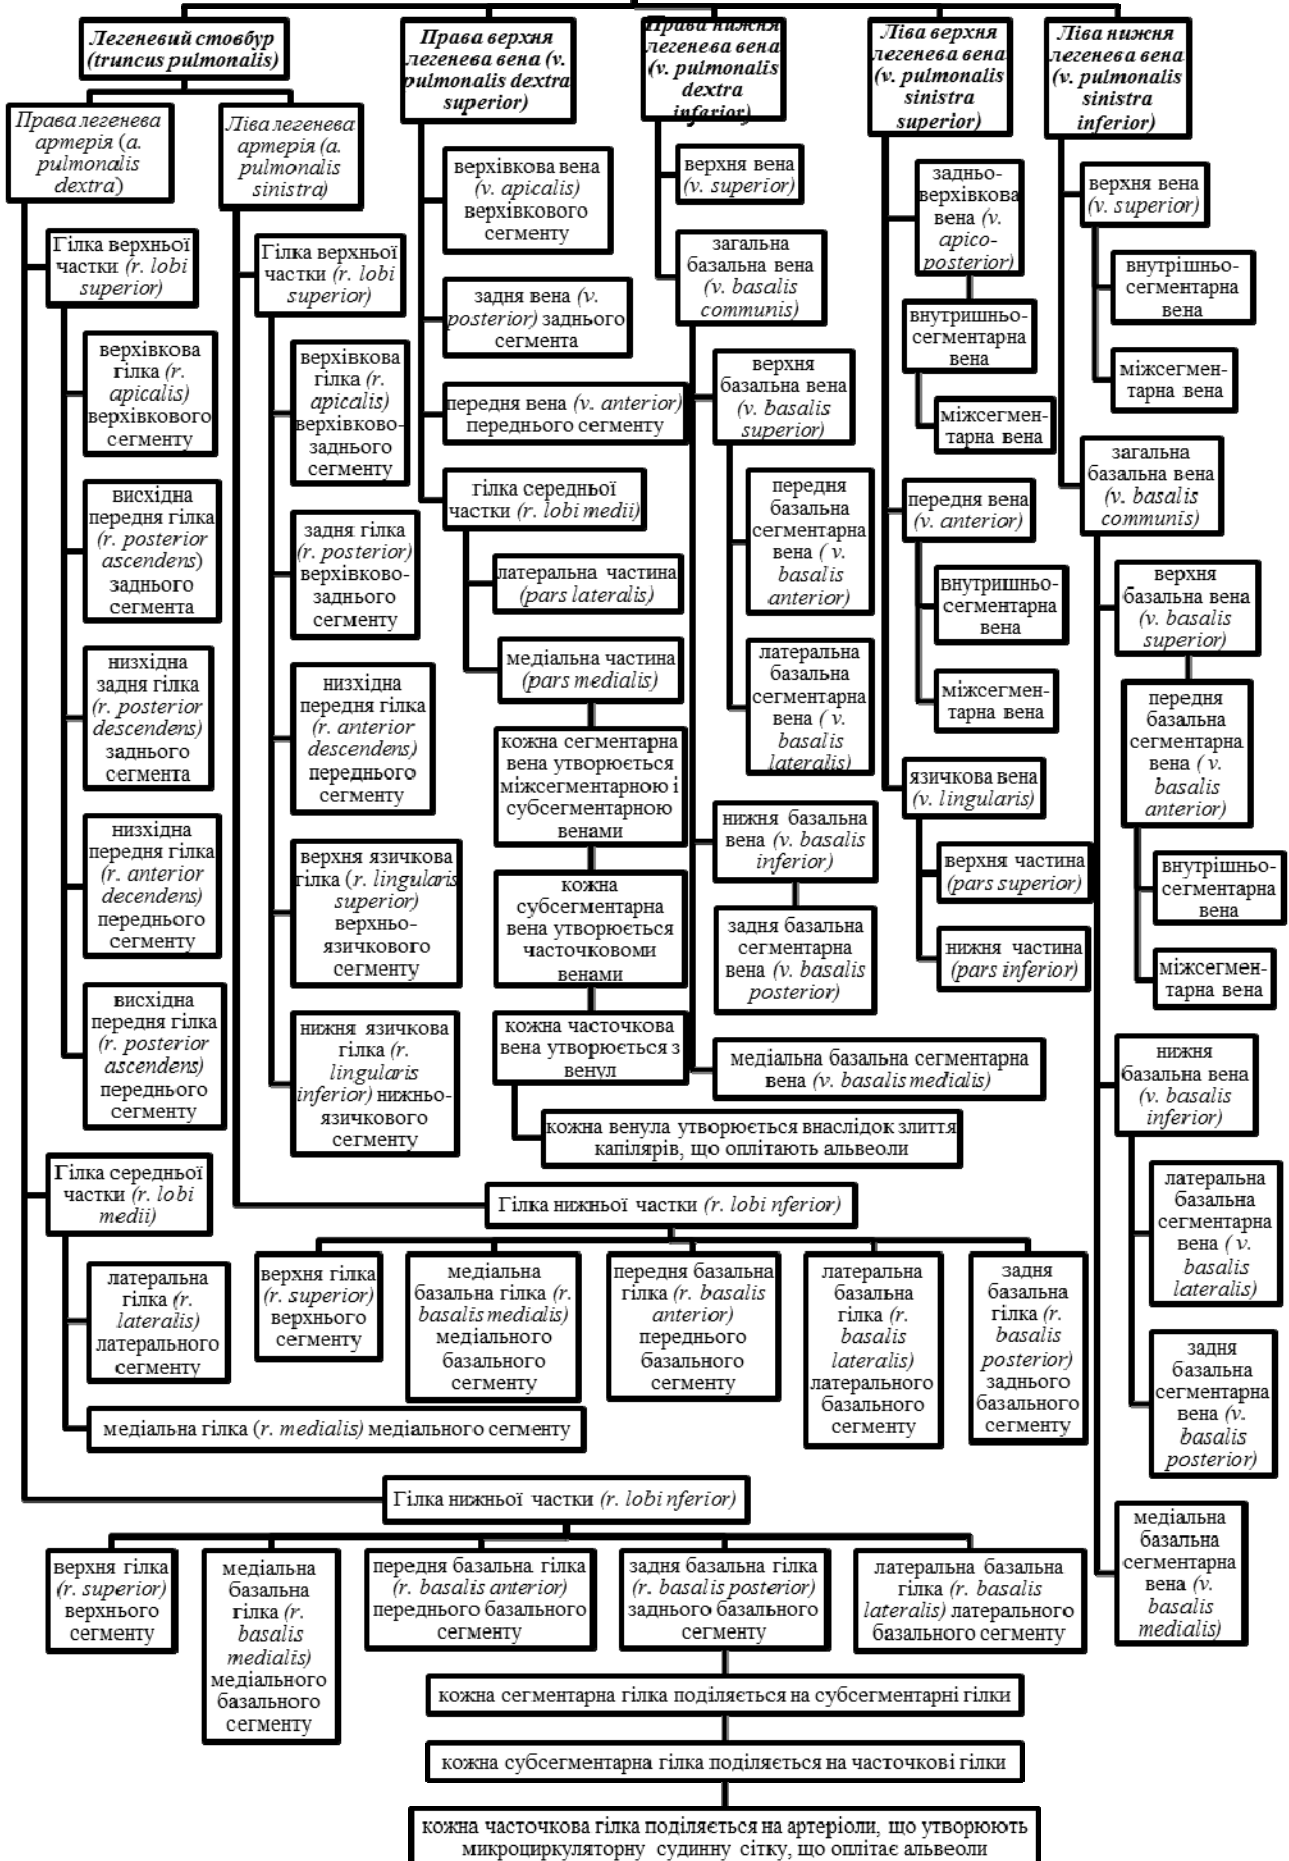 Легеневий стовбур
(truncus pulmonalis)
Права легенева
артерія (a.
pulmonalis
dextra)
Гілка верхньої
частки (r. lobi
superior)
верхівкова
гілка (r.
apicalis)
верхівкового
сегменту
висхідна
передня гілка
(r. posterior
ascendens)
заднього
сегмента
низхідна
задня гілка
(r. posterior
descendens)
заднього
сегмента
низхідна
передня гілка
(r. anterior
decendens)
переднього
сегменту
висхідна
передня гілка
(r. posterior
ascendens)
переднього
сегменту
Гілка середньої
частки (r. lobi
medii)
латеральна
гілка (r.
lateralis)
латерального
сегменту
медіальна гілка (r. medialis) медіального сегменту
Гілка нижньої частки (r. lobi nferior)
верхня гілка
(r. superior)
верхнього
сегменту
медіальна
базальна
гілка (r.
basalis
medialis)
медіального
базального
сегменту
передня базальна гілка
(r. basalis anterior)
переднього базального
сегменту
задня базальна гілка
(r. basalis posterior)
заднього базального
сегменту
латеральна базальна
гілка (r. basalis
lateralis) латерального
базального сегменту
кожна сегментарна гілка поділяється на субсегментарні гілки
кожна субсегментарна гілка поділяється на часточкові гілки
кожна часточкова гілка поділяється на артеріоли, що утворюють
микроциркуляторну судинну сітку, що оплітає альвеоли
Ліва легенева
артерія (a.
pulmonalis
sinistra)
Гілка верхньої
частки (r. lobi
superior)
верхівкова
гілка (r.
apicalis)
верхівково-
заднього
сегменту
задня гілка
(r. posterior)
верхівково-
заднього
сегменту
низхідна
передня гілка
(r. anterior
descendens)
переднього
сегменту
верхня язичкова
гілка (r. lingularis
superior)
верхньо-
язичкового
сегменту
нижня язичкова
гілка (r.
lingularis
inferior) нижньо-
язичкового
сегменту
Гілка нижньої частки (r. lobi nferior)
верхня гілка
(r. superior)
верхнього
сегменту
медіальна
базальна гілка (r.
basalis medialis)
медіального
базального
сегменту
передня базальна
гілка (r. basalis
anterior)
переднього
базального
сегменту
латеральна
базальна
гілка (r.
basalis
lateralis)
латерального
базального
сегменту
задня
базальна
гілка (r.
basalis
posterior)
заднього
базального
сегменту
Права верхня
легенева вена (v.
pulmonalis dextra
superior)
верхівкова вена
(v. apicalis)
верхівкового
сегменту
задня вена (v.
posterior) заднього
сегмента
передня вена (v. anterior)
переднього сегменту
гілка середньої
частки (r. lobi medii)
латеральна частина
(pars lateralis)
медіальна частина
(pars medialis)
кожна сегментарна
вена утворюється
міжсегментарною і
субсегментарною
венами
кожна
субсегментарна
вена утворюється
часточковоми
венами
кожна часточкова
вена утворюється з
венул
кожна венула утворюється внаслідок злиття
капілярів, що оплітають альвеоли
Права нижня
легенева вена
(v. pulmonalis
dextra
inferior)
верхня вена
(v. superior)
загальна
базальна вена
(v. basalis
communis)
верхня
базальна вена
(v. basalis
superior)
передня
базальна
сегментарна
вена ( v.
basalis
anterior)
латеральна
базальна
сегментарна
вена ( v.
basalis
lateralis)
нижня базальна
вена (v. basalis
inferior)
задня базальна
сегментарна
вена (v. basalis
posterior)
медіальна базальна сегментарна
вена (v. basalis medialis)
Ліва верхня
легенева вена
(v. pulmonalis
sinistra
superior)
задньо-
верхівкова
вена (v.
apico-
posterior)
внутришньо-
сегментарна
вена
міжсегмен-
тарна вена
передня вена
(v. anterior)
внутришньо-
сегментарна
вена
міжсегмен-
тарна вена
язичкова вена
(v. lingularis)
верхня частина
(pars superior)
нижня частина
(pars inferior)
Ліва нижня
легенева вена
(v. pulmonalis
sinistra
inferior)
верхня вена
(v. superior)
внутрішньо-
сегментарна
вена
міжсегмен-
тарна вена
загальна
базальна вена
(v. basalis
communis)
верхня
базальна вена
(v. basalis
superior)
передня
базальна
сегментарна
вена ( v.
basalis
anterior)
внутрішньо-
сегментарна
вена
міжсегмен-
тарна вена
нижня
базальна вена
(v. basalis
inferior)
латеральна
базальна
сегментарна
вена ( v.
basalis
lateralis)
задня
базальна
сегментарна
вена (v.
basalis
posterior)
медіальна
базальна
сегментарна
вена (v.
basalis
medialis)